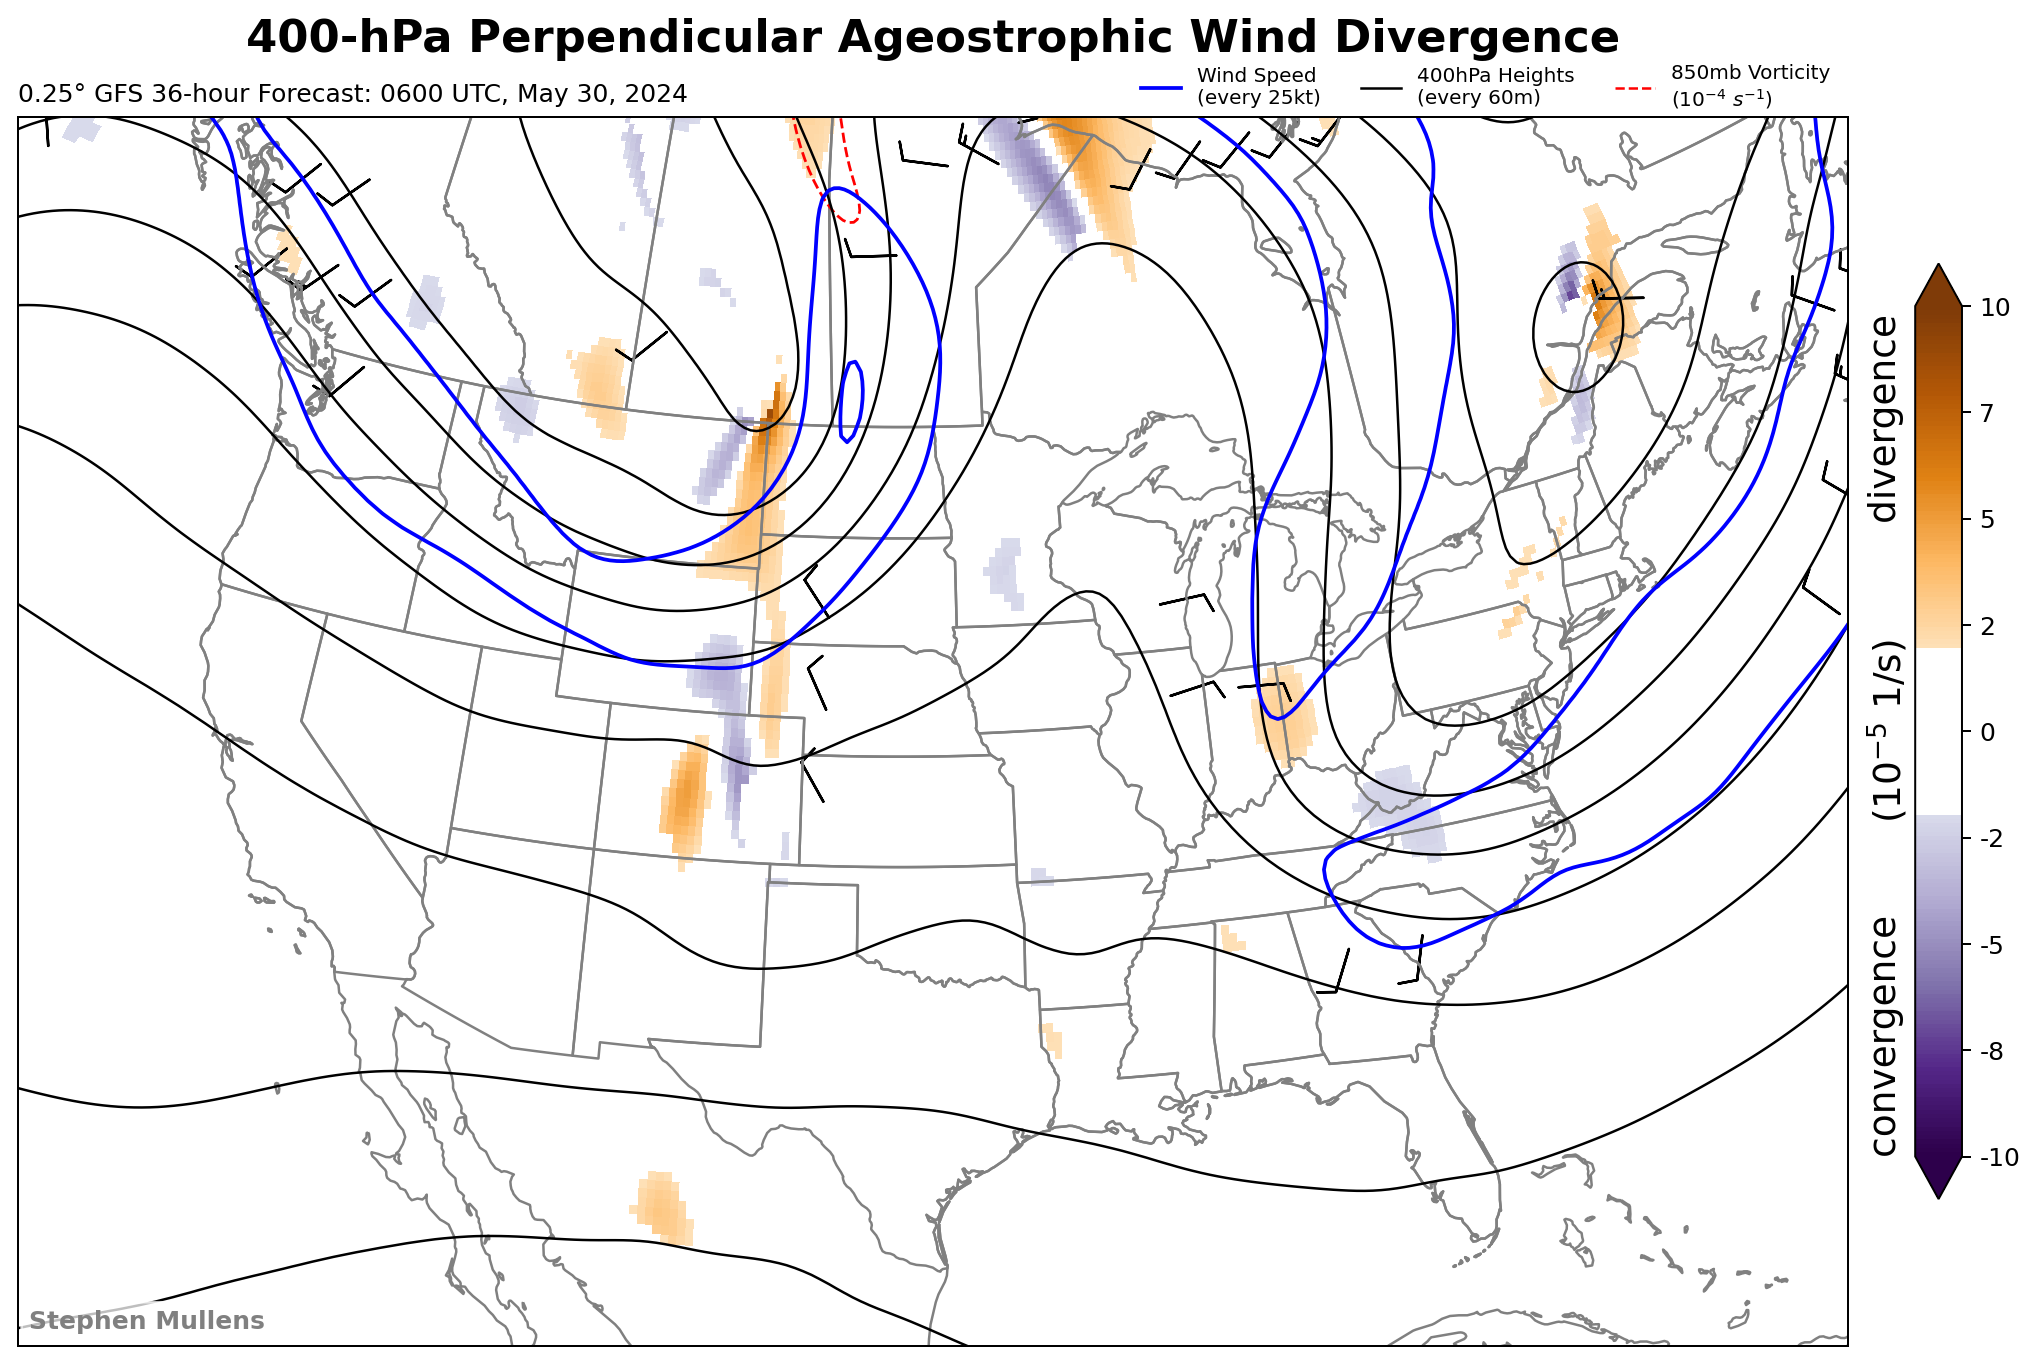 400-hPa Perpendicular Ageostrophic Wind Divergence
0.25° GFS 36-hour Forecast: 0600 UTC, May 30, 2024
Wind Speed
(every 25kt)
400hPa Heights
(every 60m)
850mb Vorticity
(10⁻⁴ s⁻¹)
10
7
5
2
0
-2
-5
-8
-10
convergence (10⁻⁵ 1/s) divergence
Stephen Mullens